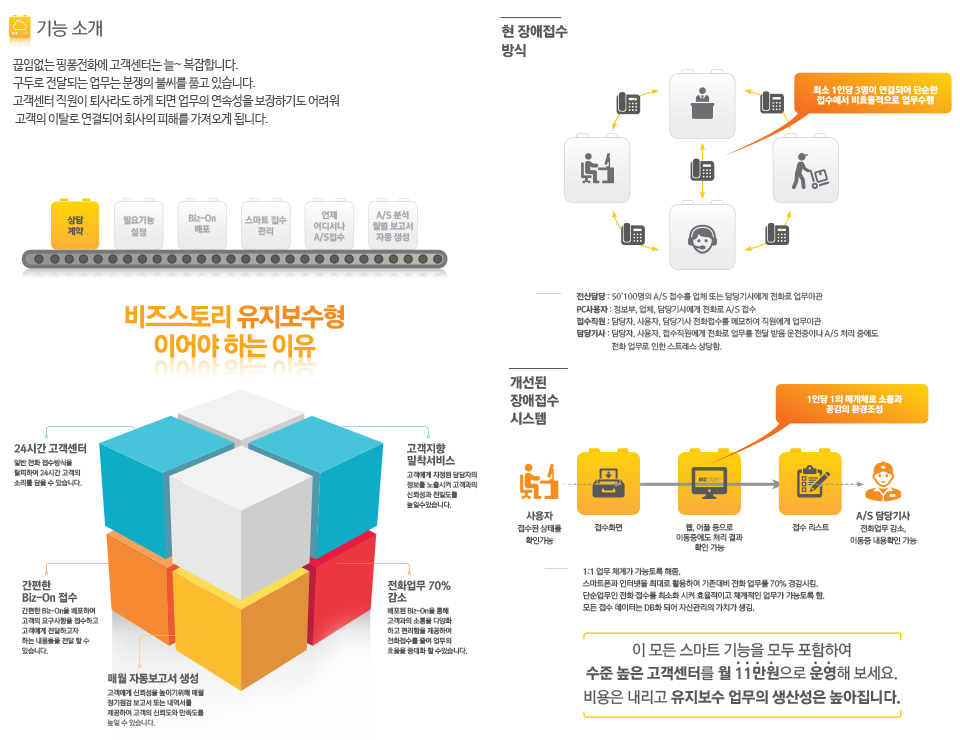 기능 소개
끊임없는 핑퐁전화에 고객센터는 늘~ 복잡합니다.
구두로 전달되는 업무는 분쟁의 불씨를 품고 있습니다.
고객센터 직원이 퇴사라도 하게 되면 업무의 연속성을 보장하기도 어려워
고객의 이탈로 연결되어 회사의 피해를 가져오게 됩니다.
상담
계약
필요기능
설정
Biz-On
배포
스마트 접수
관리
언제
어디서나
A/S접수
A/S 분석
월별 보고서
자동 생성
비즈스토리 유지보수형
이어야 하는 이유
24시간 고객센터
일반 전화 접수방식을
탈피하여 24시간 고객의
소리를 담을 수 있습니다.
고객지향
밀착서비스
고객에게 지정된 담당자의
정보를 노출시켜 고객과의
신뢰성과 친밀도를
높일수있습니다.
간편한
Biz-On 접수
간편한 Biz-On을 배포하여
고객의 요구사항을 접수하고
고객에게 전달하고자
하는 내용들을 전달 할 수
있습니다.
전화업무 70%
감소
배포된 Biz-On을 통해
고객과의 소통을 다양화
하고 편리함을 제공하여
전화접수를 줄여 업무의
효율을 증대화 할 수있습니다.
매월 자동보고서 생성
고객에게 신뢰성을 높이기위해 매월
정기점검 보고서 또는 내역서를
제공하여 고객의 신뢰도와 만족도를
높일 수 있습니다.
현 장애접수
방식
최소 1인당 3명이 연결되어 단순한
접수에서 비효율적으로 업무수행
전산담당 : 50'100명의 A/S 접수를 업체 또는 담당기사에게 전화로 업무이관
PC사용자 : 정보부, 업체, 담당기사에게 전화로 A/S 접수
접수직원 : 담당자, 사용자, 담당기사 전화접수를 메모하여 직원에게 업무이관
담당기사 : 담당자, 사용자, 접수직원에게 전화로 업무를 전달 받음 운전중이나 A/S 처리 중에도
전화 업무로 인한 스트레스 상당함.
개선된
장애접수
시스템
1인당 1의 매개체로 소통과
공감의 환경조성
BIZSTORY
사용자
접수된 상태를
확인가능
접수화면
웹, 어플 등으로
이동중에도 처리 결과
확인 가능
접수 리스트
A/S 담당기사
전화업무 감소,
이동중 내용확인 가능
1:1 업무 체계가 가능토록 해줌.
스마트폰과 인터넷을 최대로 활용하여 기존대비 전화 업무를 70% 경감시킴.
단순업무인 전화 접수를 최소화 시켜 효율적이고 체계적인 업무가 가능토록 함.
모든 접수 데이터는 DB화 되어 자산관리의 가치가 생김.
이 모든 스마트 기능을 모두 포함하여
수준 높은 고객센터를 월 11만원으로 운영해 보세요.
비용은 내리고 유지보수 업무의 생산성은 높아집니다.